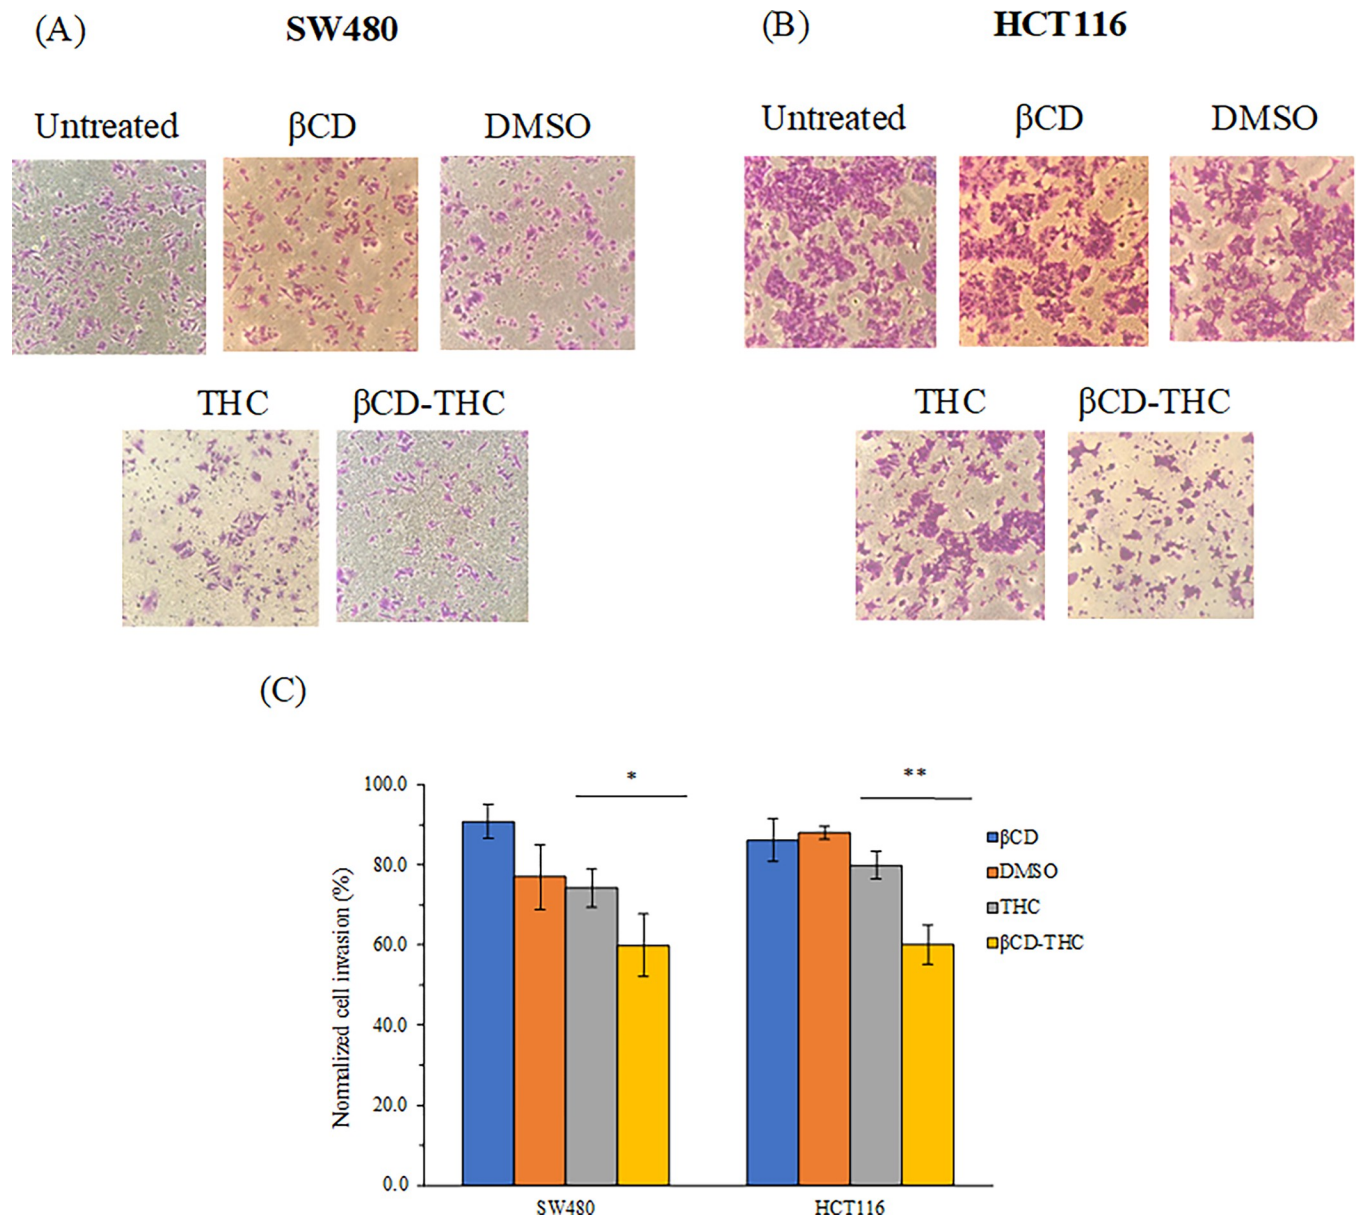 (A) SW480
Untreated βCD DMSO
THC βCD-THC
(B) HCT116
Untreated βCD DMSO
THC βCD-THC
(C)
Normalized cell invasion (%)
100.0
80.0
60.0
40.0
20.0
0.0
*
**
SW480 HCT116
βCD
DMSO
THC
βCD-THC